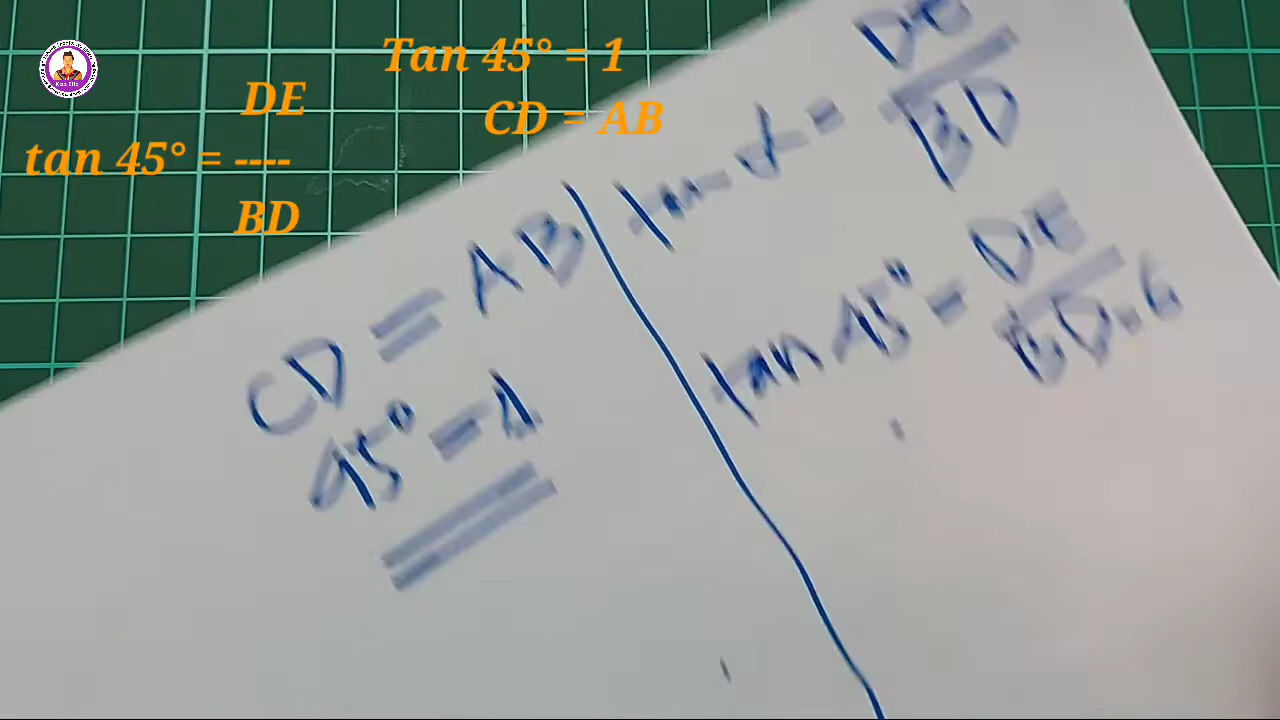 Tan 45° = 1
CD = AB
DE
tan 45° = ----
BD
CD = AB
45° = α
tan α = DE
BD
tan 45° = DE
BD = 6